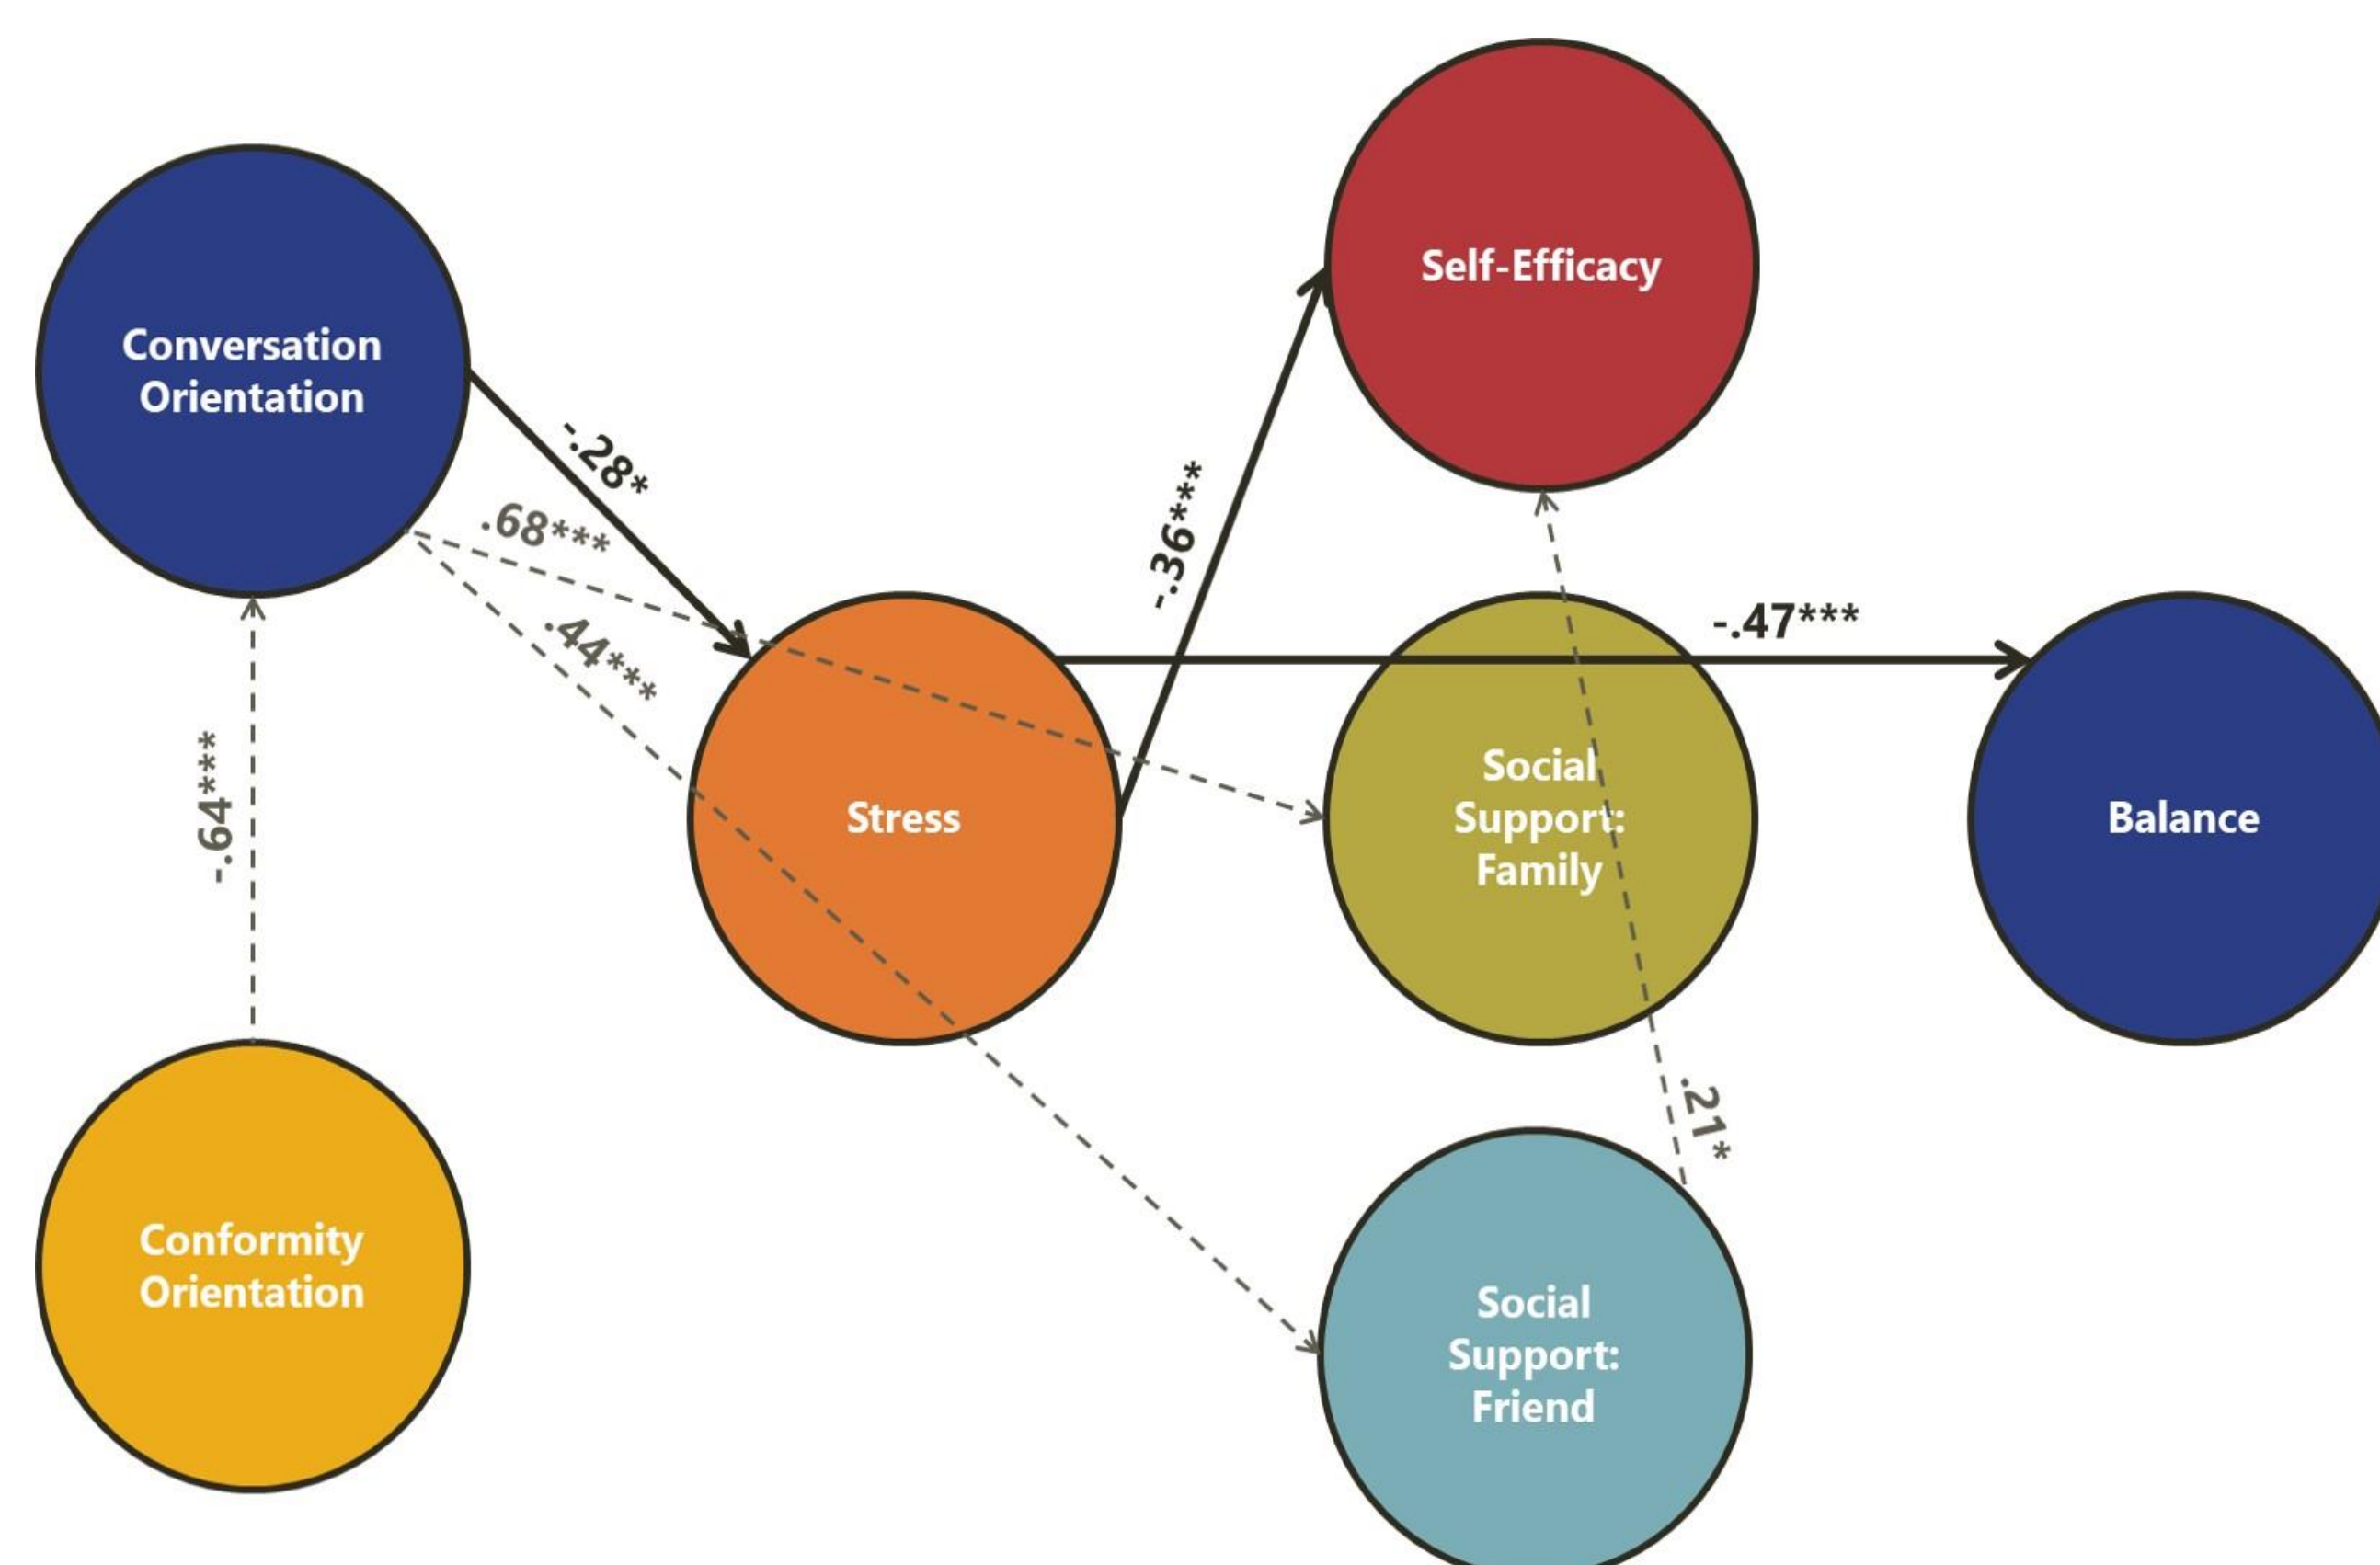 Self-Efficacy
Conversation
Orientation
-.28*
.68***
.44***
-.36***
-.47***
-.64***
Stress
Social
Support:
Family
Balance
.21*
Conformity
Orientation
Social
Support:
Friend